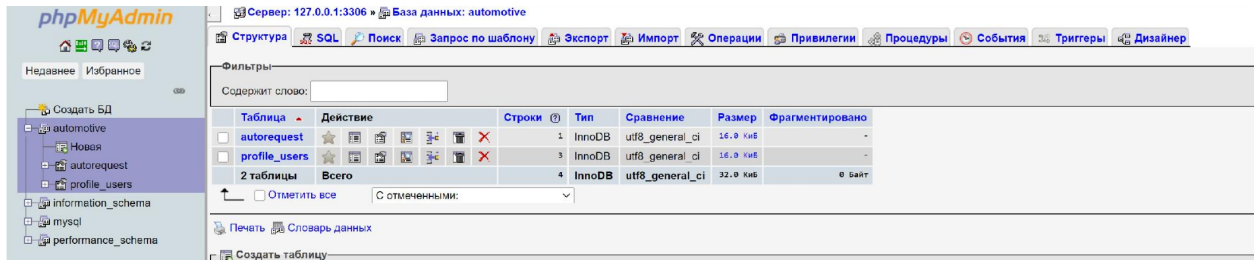 phpMyAdmin
Недавнее Избранное
Создать БД
automotive
Новая
autorequest
profile_users
information_schema
mysql
performance_schema
Сервер: 127.0.0.1:3306 » База данных: automotive
Структура SQL Поиск Запрос по шаблону Экспорт Импорт Операции Привилегии Процедуры События Триггеры Дизайнер
Фильтры
Содержит слово:
Таблица Действие Строки Тип Сравнение Размер Фрагментировано
autorequest 1 InnoDB utf8_general_ci 16.0 КиБ -
profile_users 3 InnoDB utf8_general_ci 16.0 КиБ -
2 таблицы Всего 4 InnoDB utf8_general_ci 32.0 КиБ 0 Байт
Отметить все С отмеченными:
Печать Словарь данных
Создать таблицу